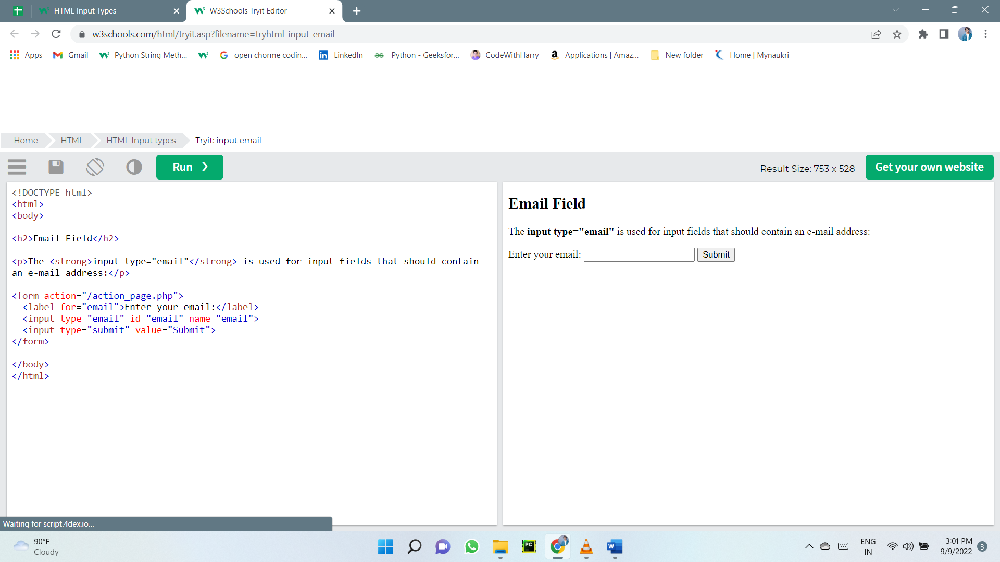 HTML Input Types
W3Schools Tryit Editor
w3schools.com/html/tryit.asp?filename=tryhtml_input_email
Apps
Gmail
Python String Meth...
open chorme codin...
LinkedIn
Python - Geeksfor...
CodeWithHarry
Applications | Amaz...
New folder
Home | Mynaukri
Home
HTML
HTML Input types
Tryit: input email
Run ❯
Result Size: 753 x 528
Get your own website
<!DOCTYPE html>
<html>
<body>
<h2>Email Field</h2>
<p>The <strong>input type="email"</strong> is used for input fields that should contain
an e-mail address:</p>
<form action="/action_page.php">
<label for="email">Enter your email:</label>
<input type="email" id="email" name="email">
<input type="submit" value="Submit">
</form>
</body>
</html>
Email Field
The input type="email" is used for input fields that should contain an e-mail address:
Enter your email:
Submit
Waiting for script.4dex.io...
90°F
Cloudy
PC
W
ENG
IN
3:01 PM
9/9/2022
3